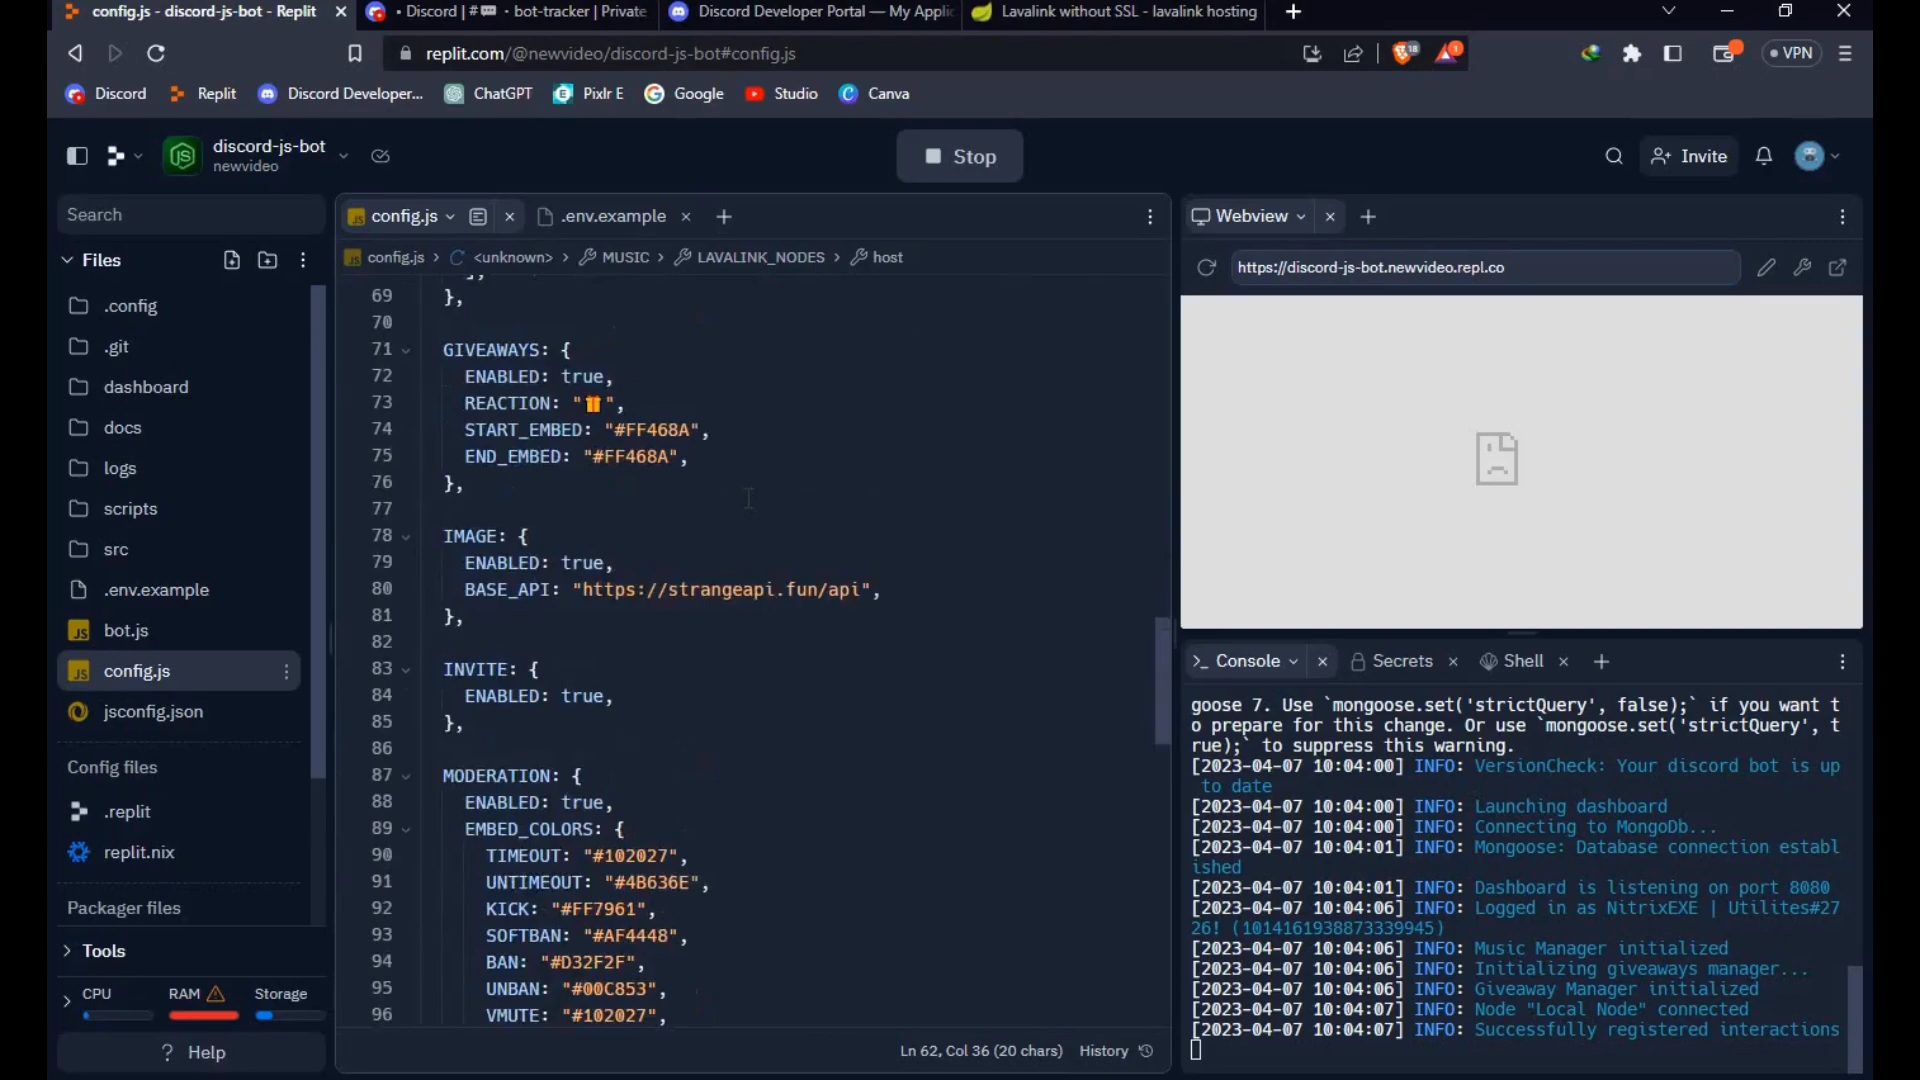 config.js - discord-js-bot - Replit
• Discord | # · bot-tracker | Private
Discord Developer Portal — My Applic
Lavalink without SSL - lavalink hosting
replit.com/@newvideo/discord-js-bot#config.js
18
1
VPN
Discord
Replit
Discord Developer...
ChatGPT
Pixlr E
Google
Studio
Canva
discord-js-bot
newvideo
Stop
Invite
Search
Files
.config
.git
dashboard
docs
logs
scripts
src
.env.example
bot.js
config.js
jsconfig.json
Config files
.replit
replit.nix
Packager files
Tools
CPU
RAM
Storage
? Help
config.js
.env.example
config.js > <unknown> > MUSIC > LAVALINK_NODES > host
69 },
70
71 GIVEAWAYS: {
72 ENABLED: true,
73 REACTION: "🎁",
74 START_EMBED: "#FF468A",
75 END_EMBED: "#FF468A",
76 },
77
78 IMAGE: {
79 ENABLED: true,
80 BASE_API: "https://strangeapi.fun/api",
81 },
82
83 INVITE: {
84 ENABLED: true,
85 },
86
87 MODERATION: {
88 ENABLED: true,
89 EMBED_COLORS: {
90 TIMEOUT: "#102027",
91 UNTIMEOUT: "#4B636E",
92 KICK: "#FF7961",
93 SOFTBAN: "#AF4448",
94 BAN: "#D32F2F",
95 UNBAN: "#00C853",
96 VMUTE: "#102027",
Ln 62, Col 36 (20 chars)
History
Webview
https://discord-js-bot.newvideo.repl.co
Console
Secrets
Shell
goose 7. Use `mongoose.set('strictQuery', false);` if you want t
o prepare for this change. Or use `mongoose.set('strictQuery', t
rue);` to suppress this warning.
[2023-04-07 10:04:00] INFO: VersionCheck: Your discord bot is up
to date
[2023-04-07 10:04:00] INFO: Launching dashboard
[2023-04-07 10:04:00] INFO: Connecting to MongoDb...
[2023-04-07 10:04:01] INFO: Mongoose: Database connection establ
ished
[2023-04-07 10:04:01] INFO: Dashboard is listening on port 8080
[2023-04-07 10:04:06] INFO: Logged in as NitrixEXE | Utilites#27
26! (1014161938873339945)
[2023-04-07 10:04:06] INFO: Music Manager initialized
[2023-04-07 10:04:06] INFO: Initializing giveaways manager...
[2023-04-07 10:04:06] INFO: Giveaway Manager initialized
[2023-04-07 10:04:07] INFO: Node "Local Node" connected
[2023-04-07 10:04:07] INFO: Successfully registered interactions